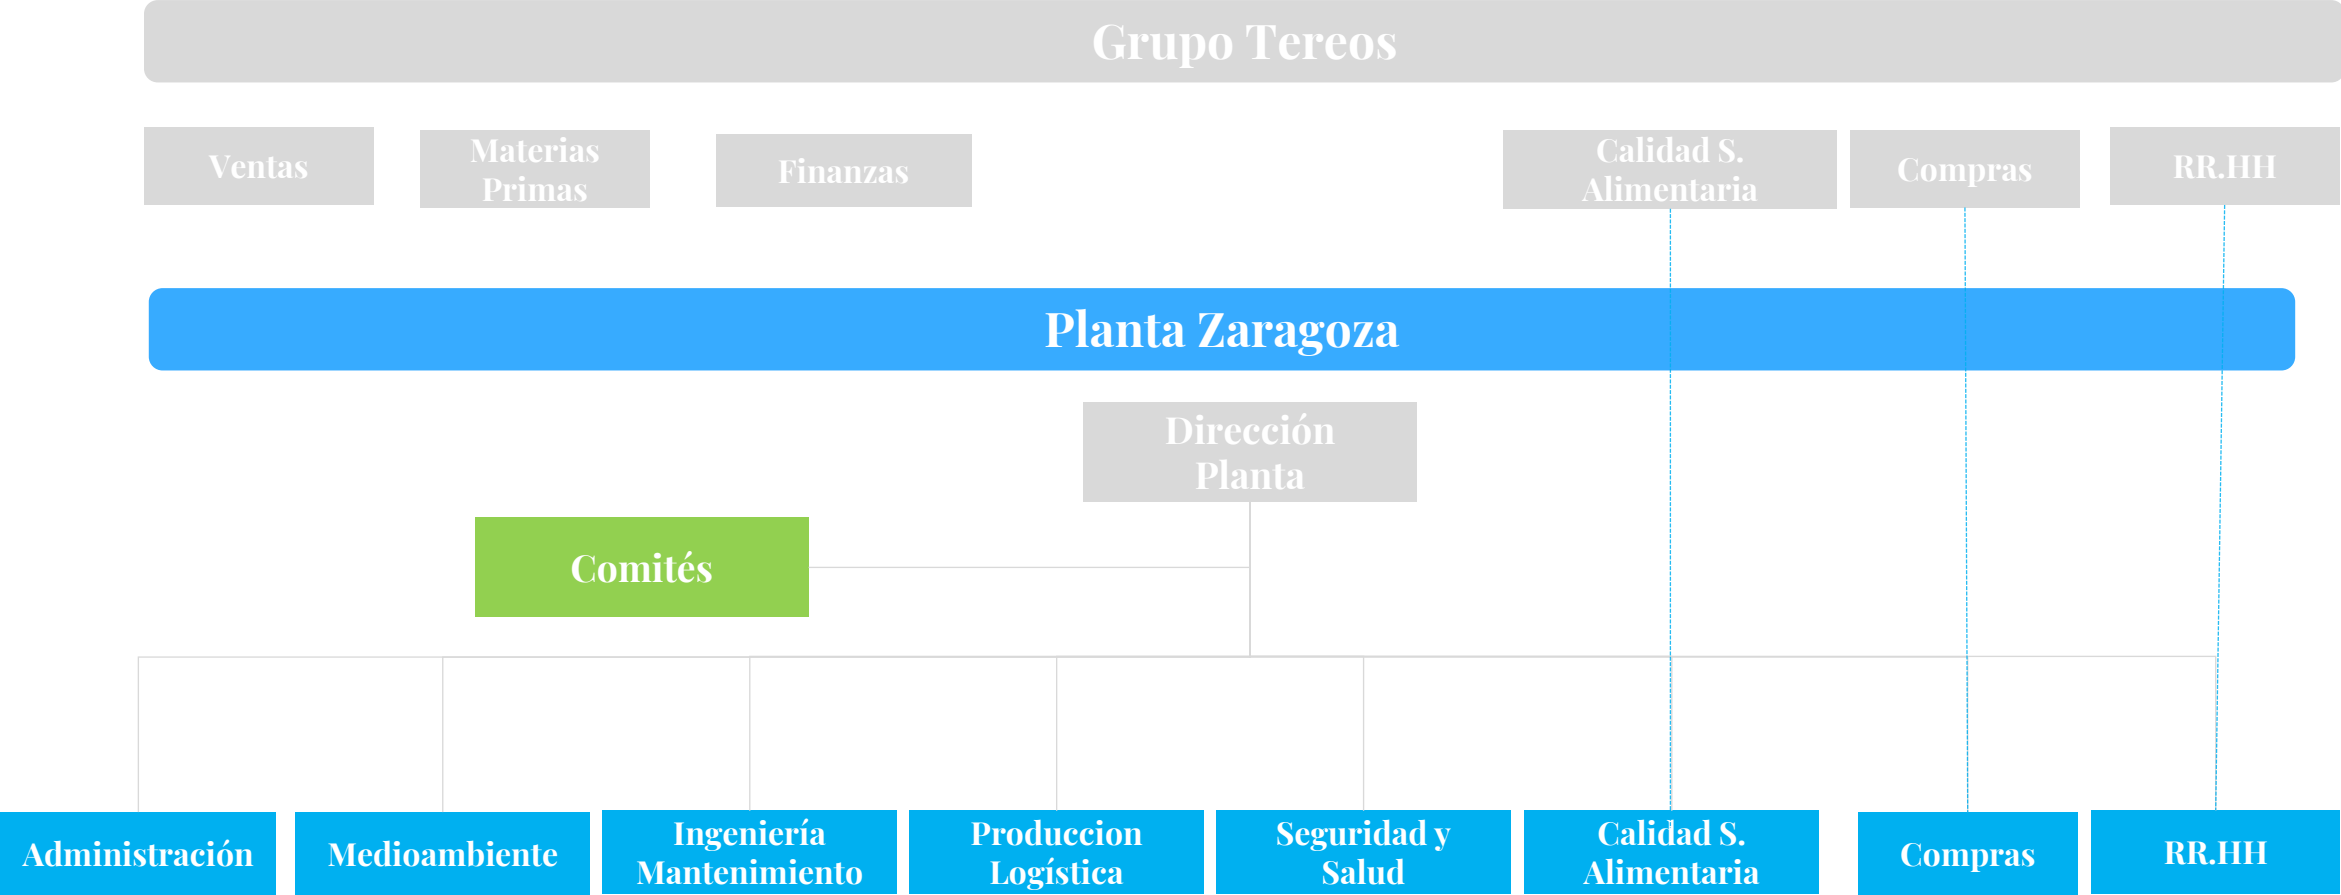 Grupo Tereos
Ventas
Materias
Primas
Finanzas
Calidad S.
Alimentaria
Compras
RR.HH
Planta Zaragoza
Dirección
Planta
Comités
Administración
Medioambiente
Ingeniería
Mantenimiento
Produccion
Logística
Seguridad y
Salud
Calidad S.
Alimentaria
Compras
RR.HH